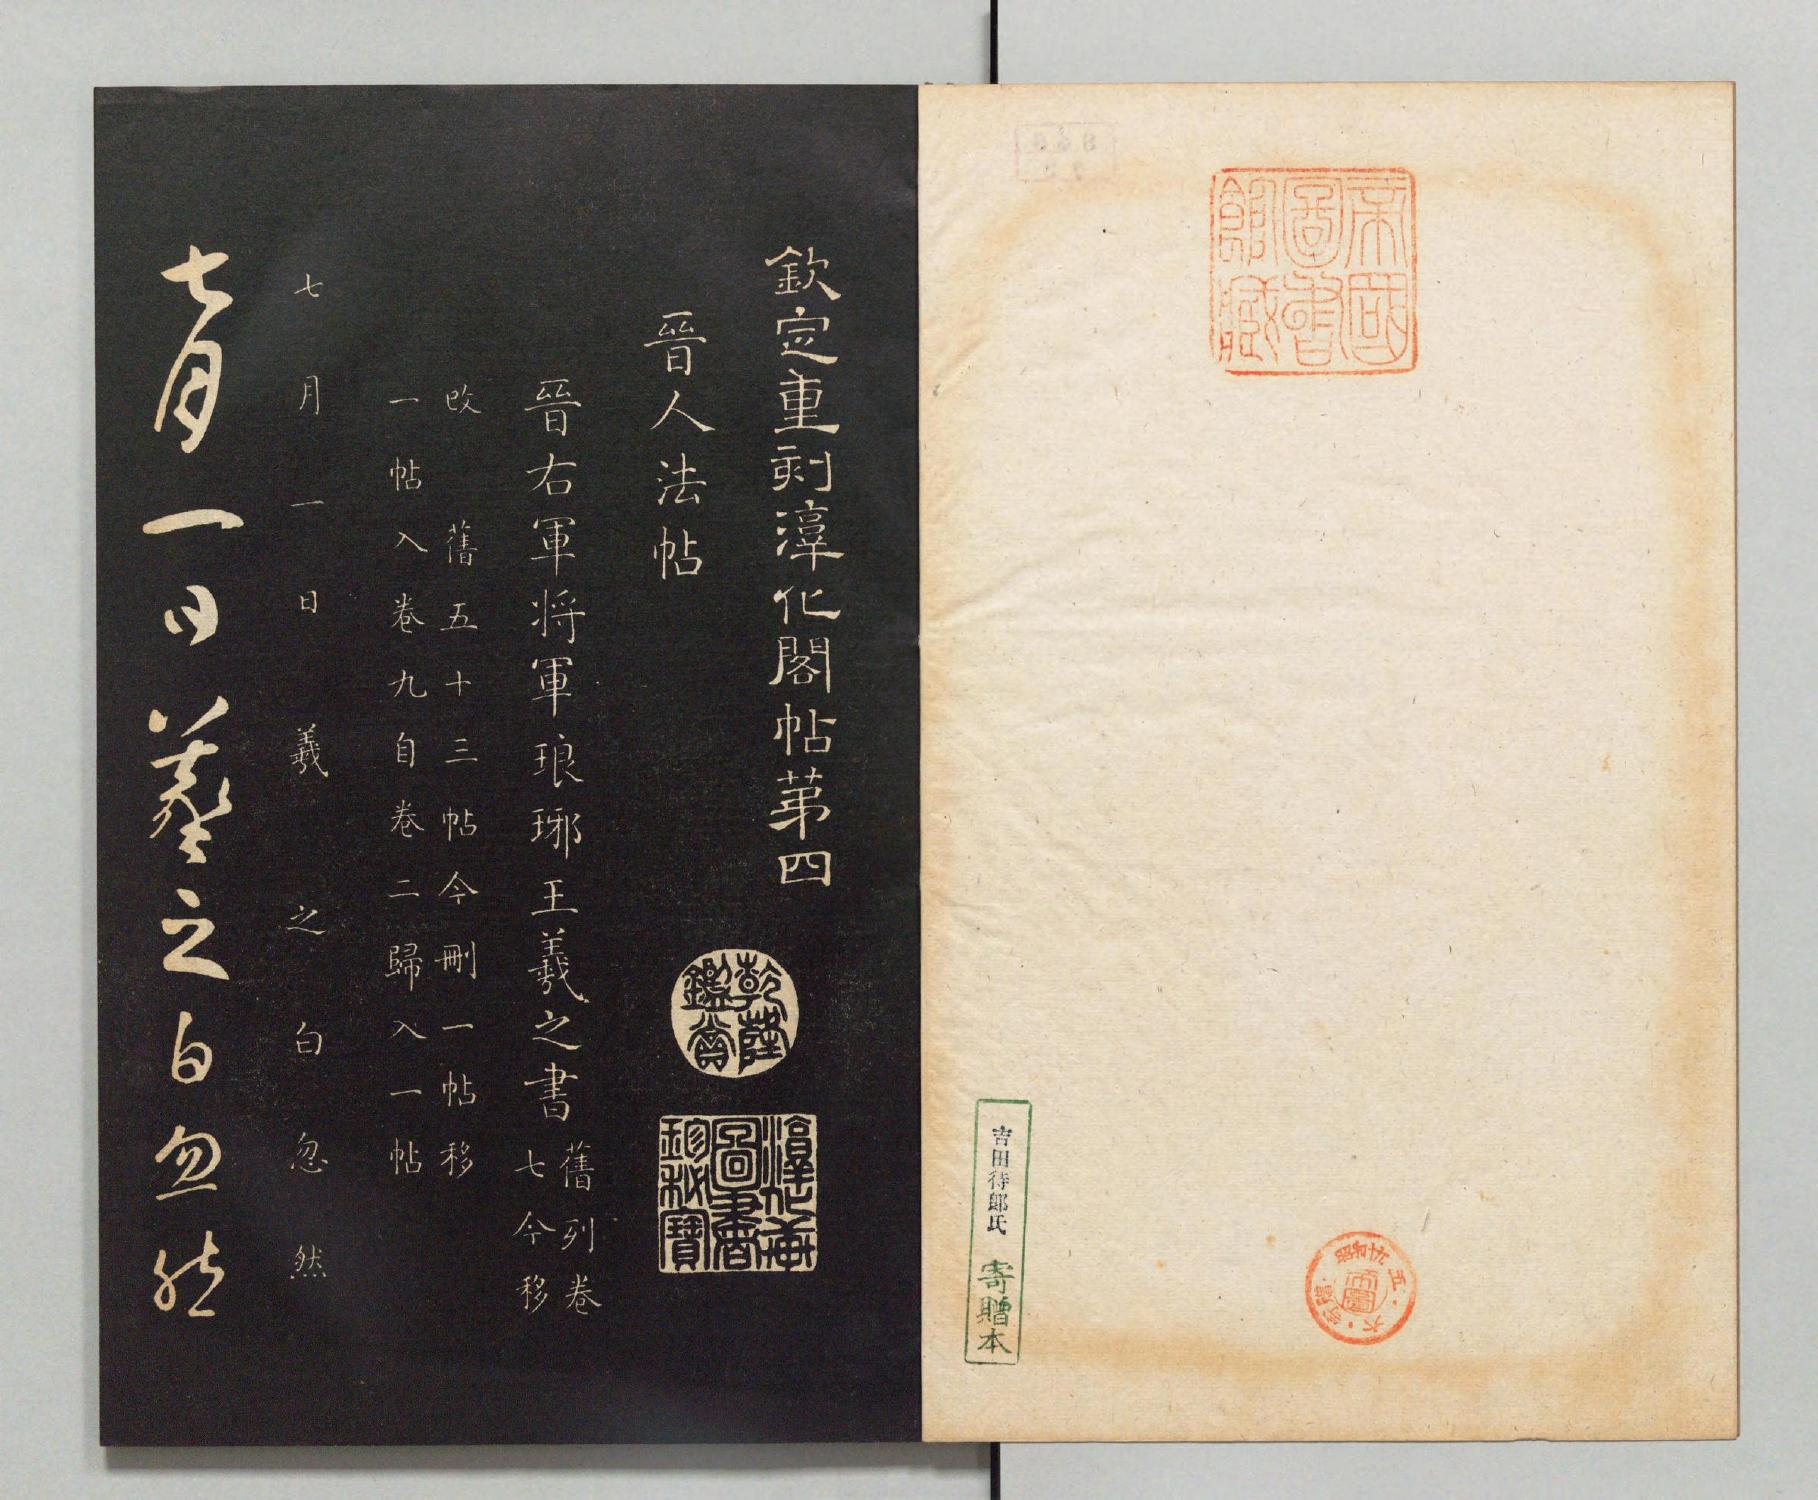 帝國
圖書
館藏
昭和十九・五・六・寄贈
吉田待郎氏 寄贈本
欽定重刻淳化閣帖第四
乾隆
鑑賞
淳化軒
圖書
珍秘寶
晉人法帖
晉右軍将軍琅琊王羲之書
舊列卷
七今移
改 舊五十三帖今刪一帖移
一帖入卷九自卷二歸入一帖
七月一日羲之白忽然
七月一日羲之白忽然